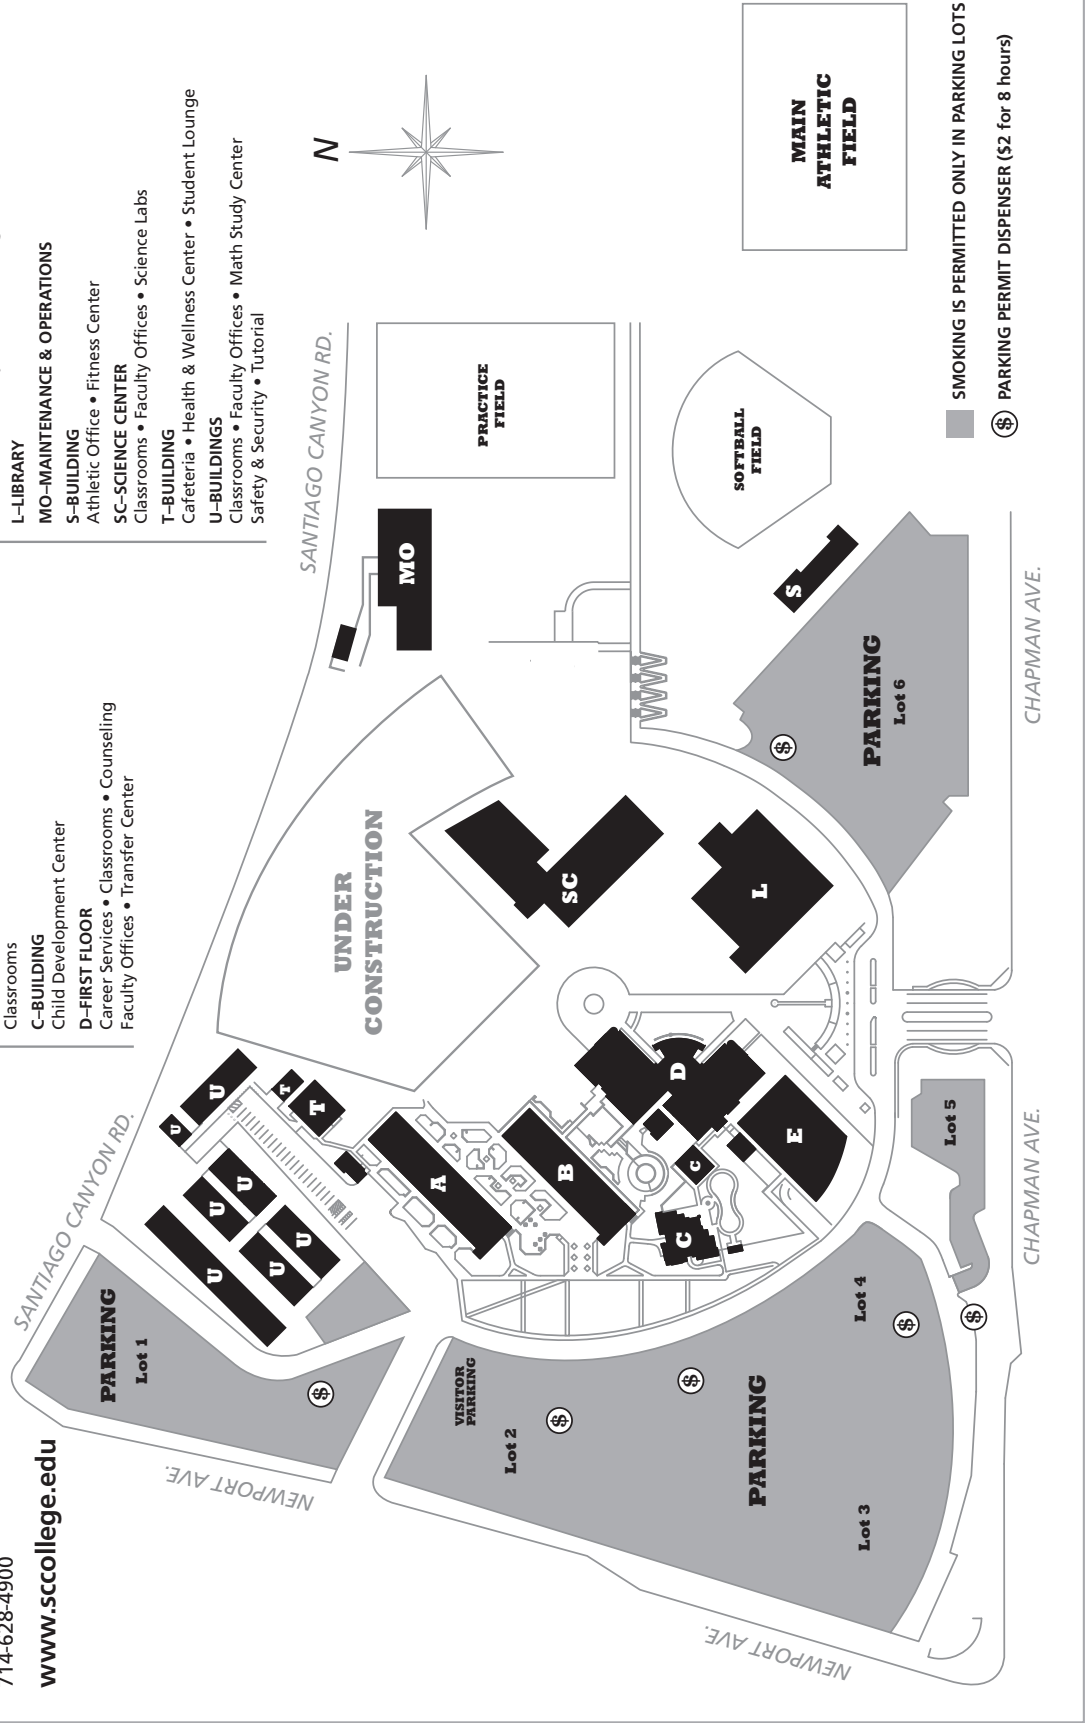 714-628-4900
www.sccollege.edu
Classrooms
C–BUILDING
Child Development Center
D–FIRST FLOOR
Career Services • Classrooms • Counseling
Faculty Offices • Transfer Center
L–LIBRARY
MO–MAINTENANCE & OPERATIONS
S–BUILDING
Athletic Office • Fitness Center
SC–SCIENCE CENTER
Classrooms • Faculty Offices • Science Labs
T–BUILDING
Cafeteria • Health & Wellness Center • Student Lounge
U–BUILDINGS
Classrooms • Faculty Offices • Math Study Center
Safety & Security • Tutorial
N
SANTIAGO CANYON RD.
SANTIAGO CANYON RD.
NEWPORT AVE.
NEWPORT AVE.
CHAPMAN AVE.
CHAPMAN AVE.
PARKING
Lot 1
$
U
U
U
U
U
U
U
T
T
UNDER
CONSTRUCTION
MO
PRACTICE
FIELD
MAIN
ATHLETIC
FIELD
SOFTBALL
FIELD
VISITOR
PARKING
Lot 2
$
$
PARKING
Lot 3
Lot 4
$
A
B
C
C
D
E
SC
L
S
$
PARKING
Lot 6
Lot 5
$
SMOKING IS PERMITTED ONLY IN PARKING LOTS
$ PARKING PERMIT DISPENSER ($2 for 8 hours)